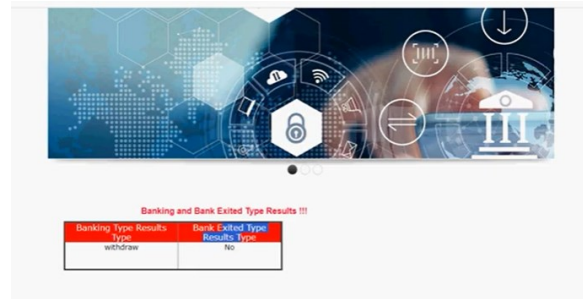 Banking and Bank Exited Type Results !!!
Banking Type Results Type
Bank Exited Type Results Type
withdraw
No